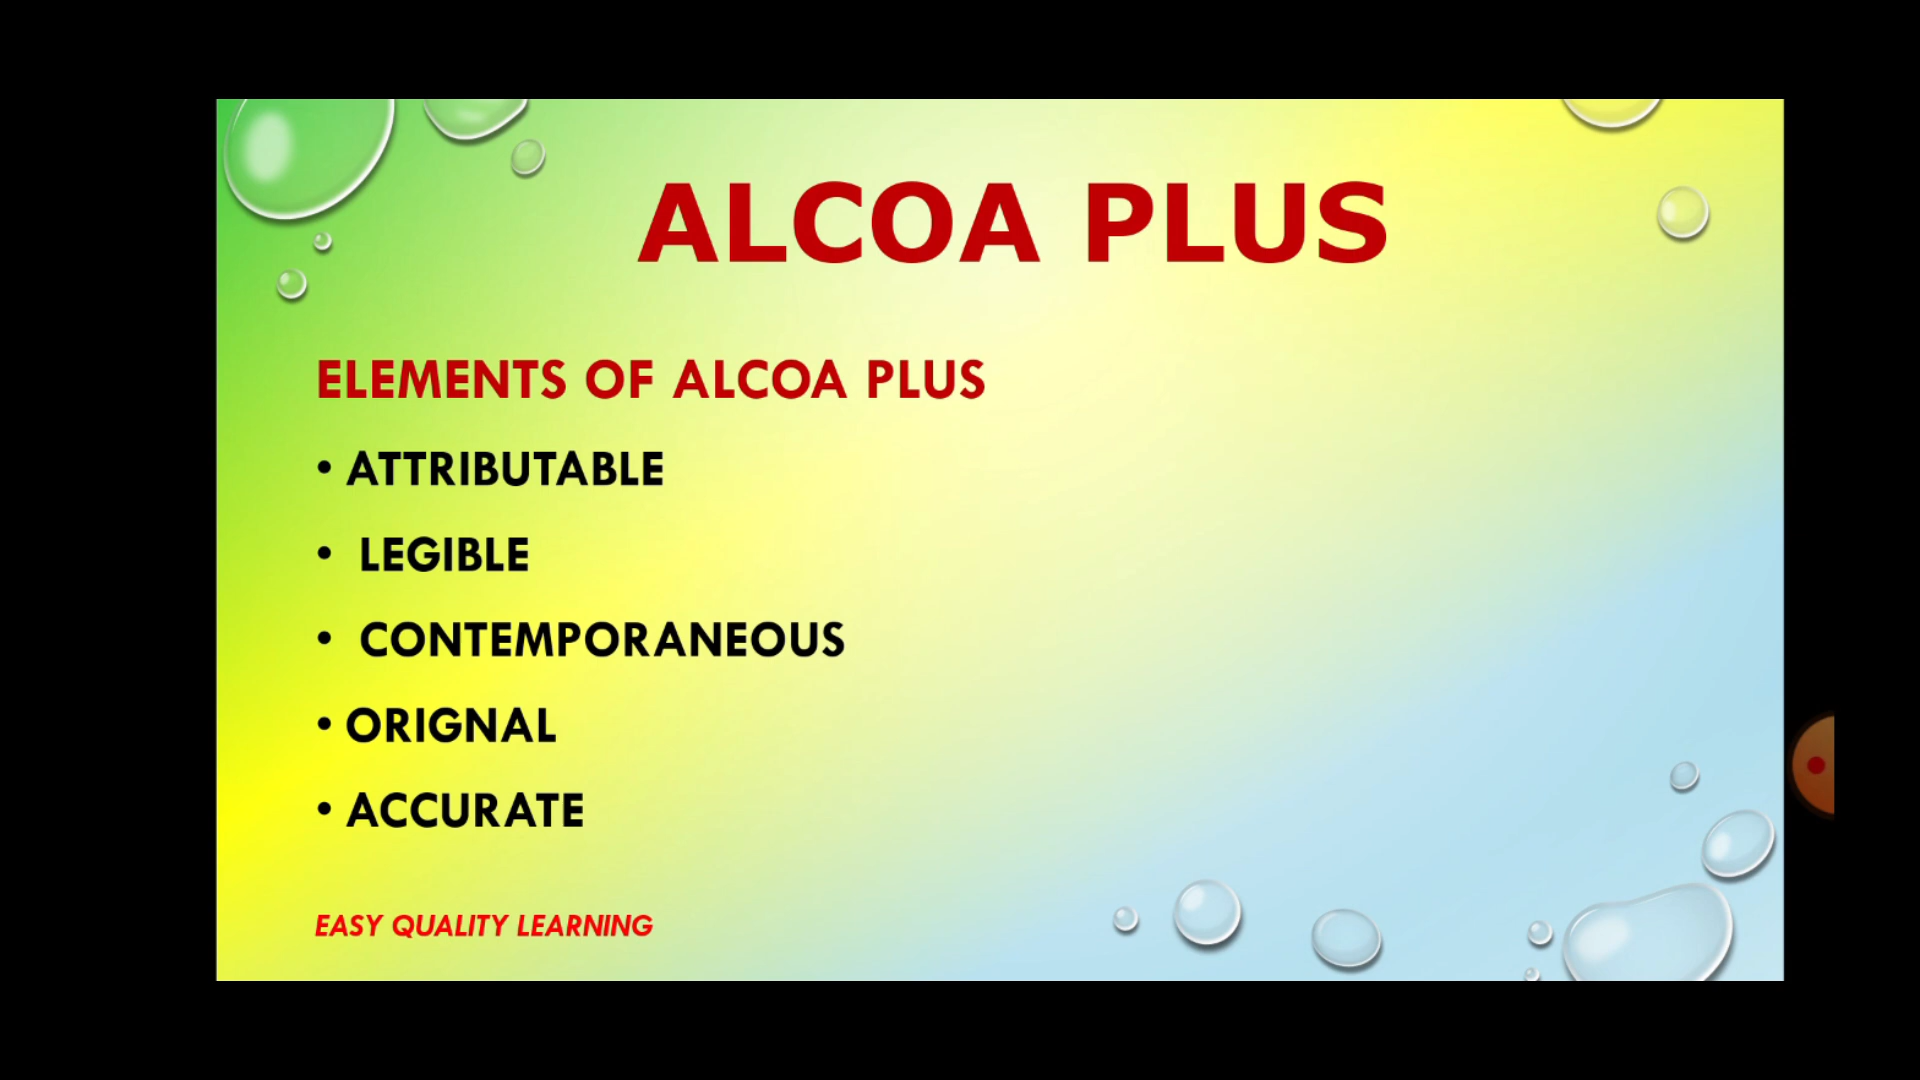 ALCOA PLUS
ELEMENTS OF ALCOA PLUS
• ATTRIBUTABLE
• LEGIBLE
• CONTEMPORANEOUS
• ORIGNAL
• ACCURATE
EASY QUALITY LEARNING